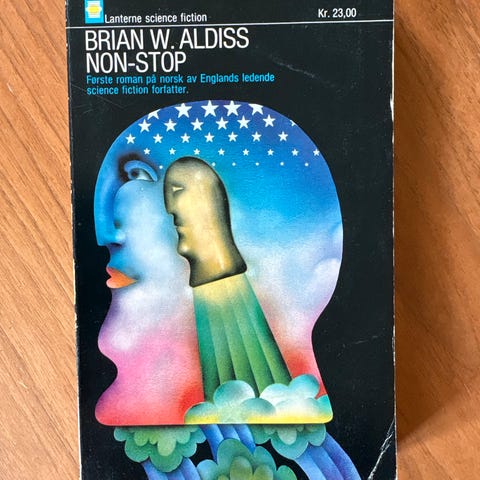 Lanterne science fiction
Kr. 23,00
BRIAN W. ALDISS
NON-STOP
Første roman på norsk av Englands ledende
science fiction forfatter.